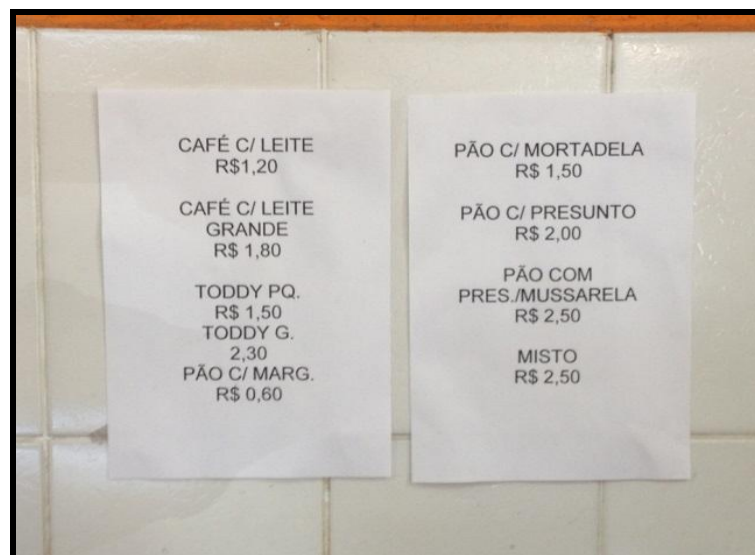 CAFÉ C/ LEITE
R$1,20
CAFÉ C/ LEITE
GRANDE
R$ 1,80
TODDY PQ.
R$ 1,50
TODDY G.
2,30
PÃO C/ MARG.
R$ 0,60
PÃO C/ MORTADELA
R$ 1,50
PÃO C/ PRESUNTO
R$ 2,00
PÃO COM
PRES./MUSSARELA
R$ 2,50
MISTO
R$ 2,50